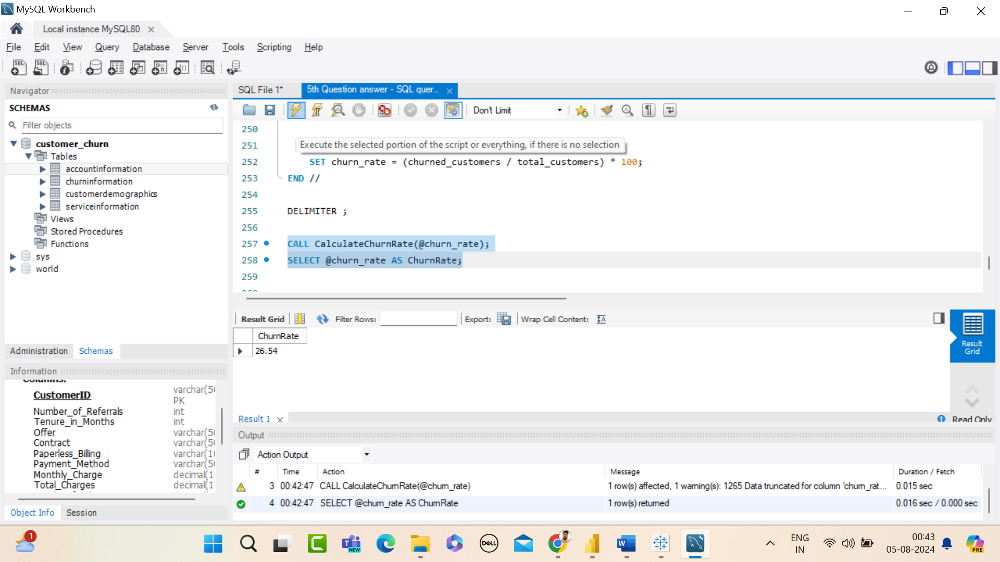 MySQL Workbench
Local instance MySQL80
File Edit View Query Database Server Tools Scripting Help
Navigator
SCHEMAS
Filter objects
customer_churn
Tables
accountinformation
churninformation
customerdemographics
serviceinformation
Views
Stored Procedures
Functions
sys
world
Administration Schemas
Information
Columns:
CustomerID varchar(5
PK
Number_of_Referrals int
Tenure_in_Months int
Offer varchar(5
Contract varchar(5
Paperless_Billing varchar(1
Payment_Method varchar(5
Monthly_Charge decimal(1
Total_Charges decimal(1
Object Info Session
SQL File 1* 5th Question answer - SQL quer...
Don't Limit
250
251 Execute the selected portion of the script or everything, if there is no selection
252 SET churn_rate = (churned_customers / total_customers) * 100;
253 END //
254
255 DELIMITER ;
256
257 CALL CalculateChurnRate(@churn_rate);
258 SELECT @churn_rate AS ChurnRate;
259
Result Grid Filter Rows: Export: Wrap Cell Content:
ChurnRate
26.54
Result Grid
Result 1 Read Only
Output
Action Output
# Time Action Message Duration / Fetch
3 00:42:47 CALL CalculateChurnRate(@churn_rate) 1 row(s) affected, 1 warning(s): 1265 Data truncated for column 'churn_rat... 0.015 sec
4 00:42:47 SELECT @churn_rate AS ChurnRate 1 row(s) returned 0.016 sec / 0.000 sec
1
NEW
DELL
W
ENG
IN
00:43
05-08-2024
PRE